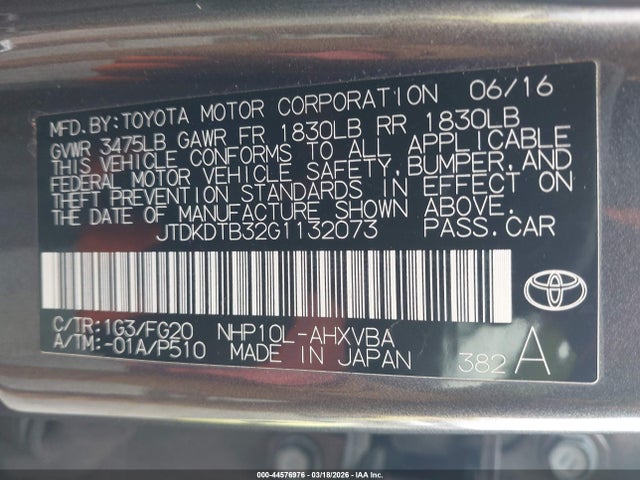 MFD.BY:TOYOTA MOTOR CORPORATION 06/16
GVWR 3475LB GAWR FR 1830LB RR 1830LB
THIS VEHICLE CONFORMS TO ALL APPLICABLE
FEDERAL MOTOR VEHICLE SAFETY,BUMPER,AND
THEFT PREVENTION STANDARDS IN EFFECT ON
THE DATE OF MANUFACTURE SHOWN ABOVE.
JTDKDTB32G1132073 PASS.CAR
C/TR:1G3/FG20 NHP10L-AHXVBA
A/TM:-01A/P510 MADE IN JAPAN 382 A
000-44576976 | 03/18/2026 | IAA Inc.